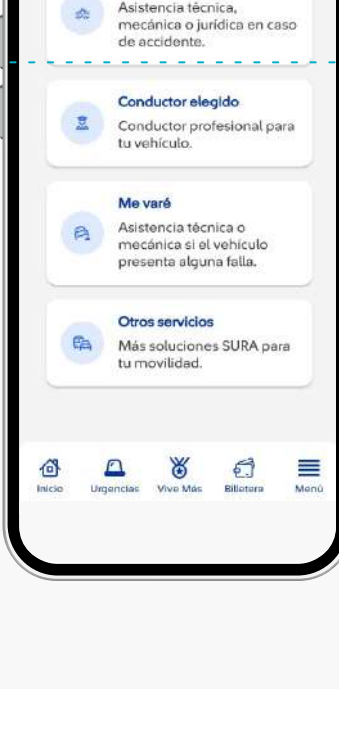 Asistencia técnica,
mecánica o jurídica en caso
de accidente.
Conductor elegido
Conductor profesional para
tu vehículo.
Me varé
Asistencia técnica o
mecánica si el vehículo
presenta alguna falla.
Otros servicios
Más soluciones SURA para
tu movilidad.
Inicio Urgencias Vive Más Billetera Menú